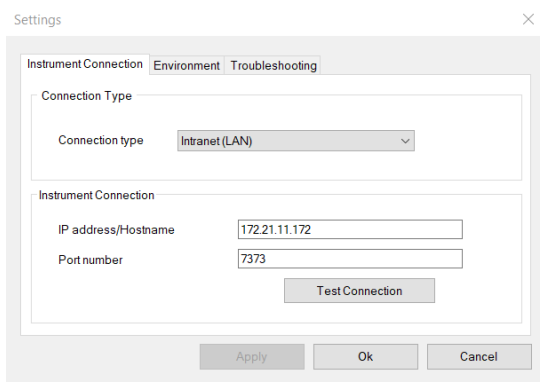 Settings
Instrument Connection Environment Troubleshooting
Connection Type
Connection type Intranet (LAN)
Instrument Connection
IP address/Hostname 172.21.11.172
Port number 7373
Test Connection
Apply Ok Cancel